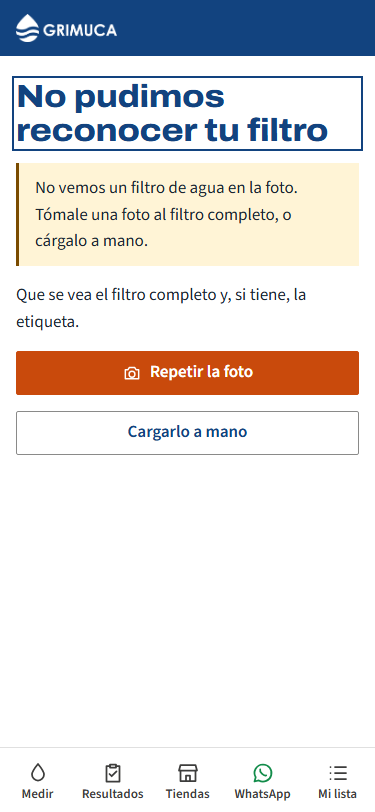 GRIMUCA
No pudimos
reconocer tu filtro
No vemos un filtro de agua en la foto.
Tómale una foto al filtro completo, o
cárgalo a mano.
Que se vea el filtro completo y, si tiene, la
etiqueta.
Repetir la foto
Cargarlo a mano
Medir Resultados Tiendas WhatsApp Mi lista